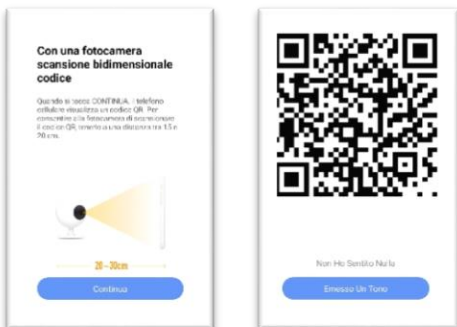 Con una fotocamera
scansione bidimensionale
codice
Quando si tocca CONTINUA, il telefono
cellulare visualizza un codice QR. Per
consentire alla fotocamera di scansionare
il codice QR, tenerlo a una distanza tra 15 e
20 cm.
20~30cm
Continua
Non Ho Sentito Nulla
Emesso Un Tono